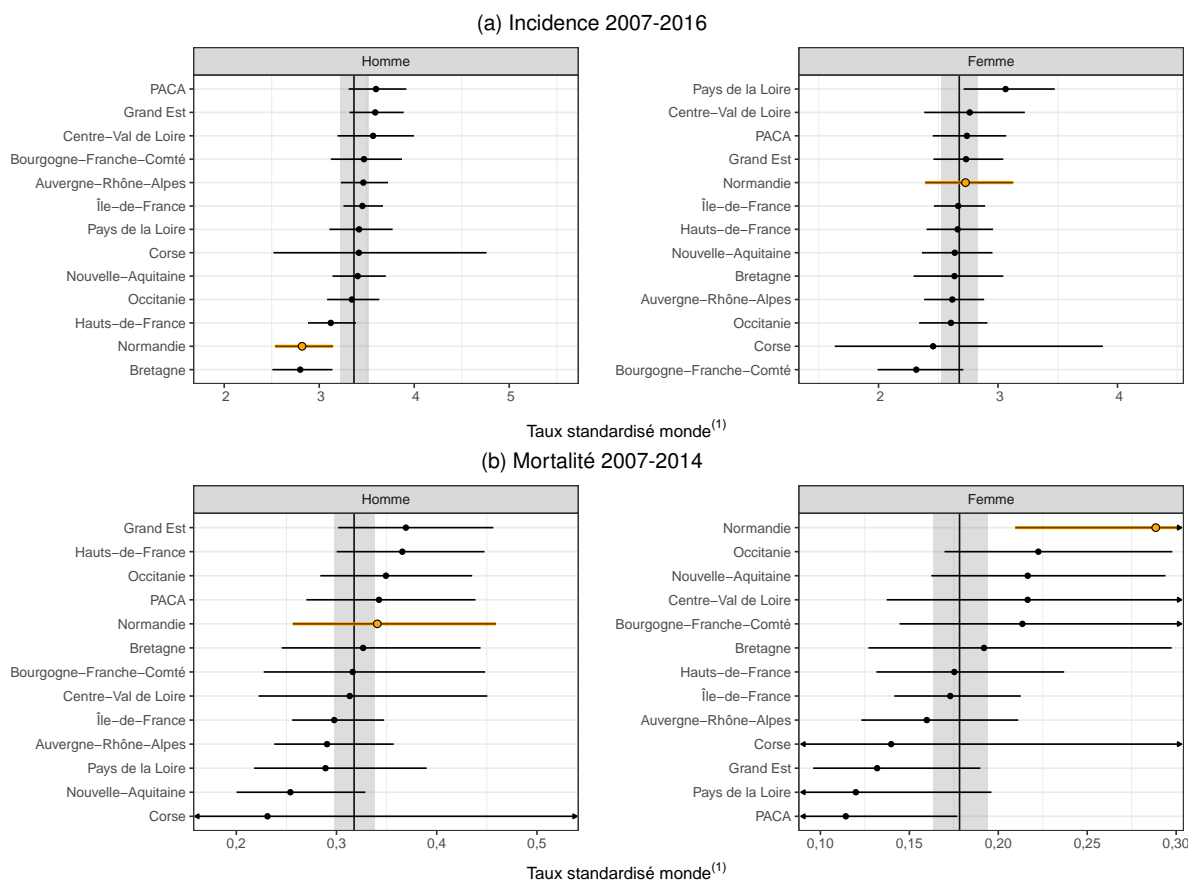 (a) Incidence 2007-2016
Homme
PACA
Grand Est
Centre−Val de Loire
Bourgogne−Franche−Comté
Auvergne−Rhône−Alpes
Île−de−France
Pays de la Loire
Corse
Nouvelle−Aquitaine
Occitanie
Hauts−de−France
Normandie
Bretagne
2 3 4 5
Femme
Pays de la Loire
Centre−Val de Loire
PACA
Grand Est
Normandie
Île−de−France
Hauts−de−France
Nouvelle−Aquitaine
Bretagne
Auvergne−Rhône−Alpes
Occitanie
Corse
Bourgogne−Franche−Comté
2 3 4
Taux standardisé monde(1)
(b) Mortalité 2007-2014
Homme
Grand Est
Hauts−de−France
Occitanie
PACA
Normandie
Bretagne
Bourgogne−Franche−Comté
Centre−Val de Loire
Île−de−France
Auvergne−Rhône−Alpes
Pays de la Loire
Nouvelle−Aquitaine
Corse
0,2 0,3 0,4 0,5
Femme
Normandie
Occitanie
Nouvelle−Aquitaine
Centre−Val de Loire
Bourgogne−Franche−Comté
Bretagne
Hauts−de−France
Île−de−France
Auvergne−Rhône−Alpes
Corse
Grand Est
Pays de la Loire
PACA
0,10 0,15 0,20 0,25 0,30
Taux standardisé monde(1)